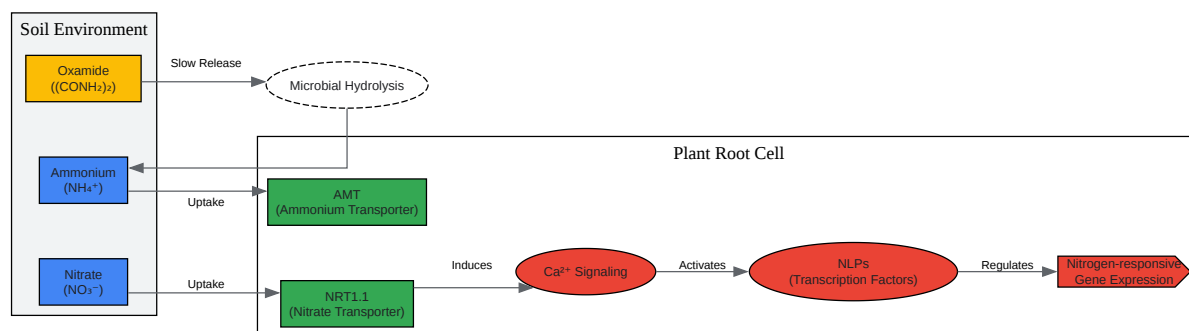 Soil Environment
Oxamide
((CONH₂)₂)
Slow Release
Microbial Hydrolysis
Plant Root Cell
Ammonium
(NH₄⁺)
Uptake
AMT
(Ammonium Transporter)
Nitrate
(NO₃⁻)
Uptake
NRT1.1
(Nitrate Transporter)
Induces
Ca²⁺ Signaling
Activates
NLPs
(Transcription Factors)
Regulates
Nitrogen-responsive
Gene Expression